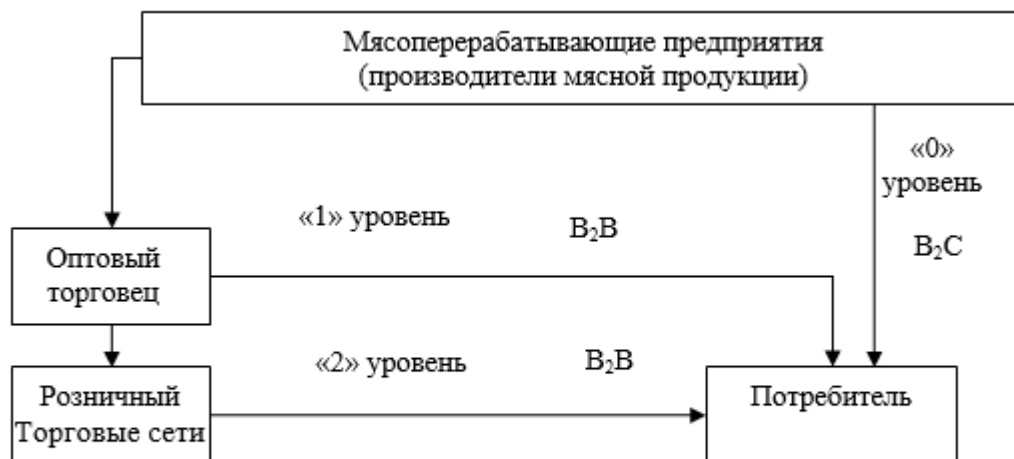 Мясоперерабатывающие предприятия
(производители мясной продукции)
«0»
уровень
«1» уровень
B₂B
B₂C
Оптовый
торговец
«2» уровень
B₂B
Розничный
Торговые сети
Потребитель